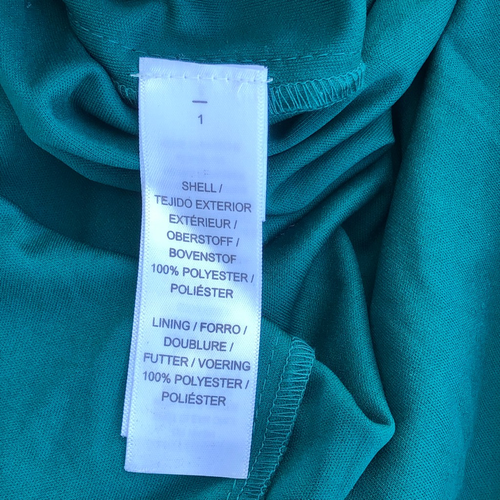 1
SHELL /
TEJIDO EXTERIOR
EXTÉRIEUR /
OBERSTOFF /
BOVENSTOF
100% POLYESTER /
POLIÉSTER
LINING / FORRO /
DOUBLURE /
FUTTER / VOERING
100% POLYESTER /
POLIÉSTER